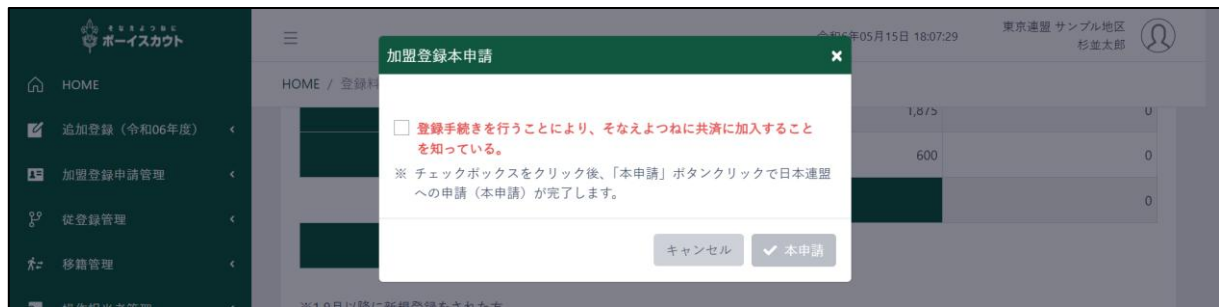 そなえよつねに
ボーイスカウト
令和6年05月15日 18:07:29
東京連盟 サンプル地区
杉並太郎
HOME
追加登録（令和06年度）
加盟登録申請管理
従登録管理
移籍管理
HOME / 登録料
加盟登録本申請
登録手続きを行うことにより、そなえよつねに共済に加入すること
を知っている。
※ チェックボックスをクリック後、「本申請」ボタンクリックで日本連盟
への申請（本申請）が完了します。
キャンセル
本申請
1,875
0
600
0
0